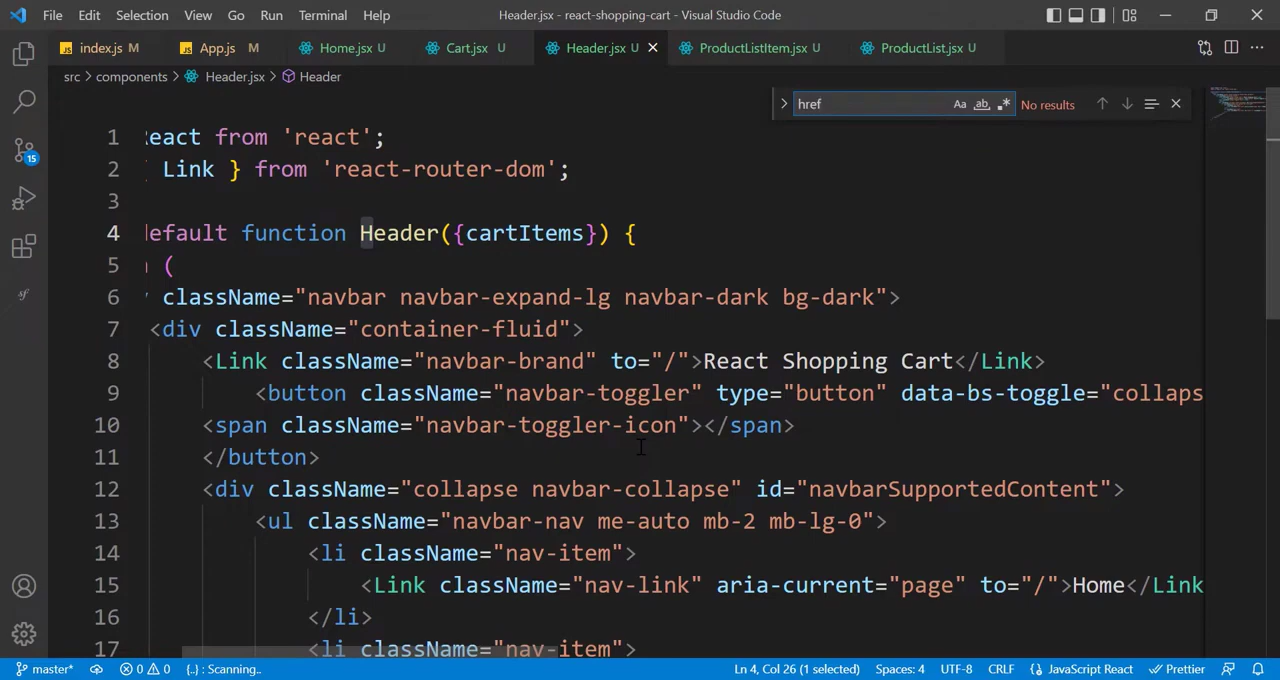 File Edit Selection View Go Run Terminal Help Header.jsx - react-shopping-cart - Visual Studio Code
JS index.js M JS App.js M Home.jsx U Cart.jsx U Header.jsx U ProductListItem.jsx U ProductList.jsx U
src > components > Header.jsx > Header
href Aa ab .* No results
1 React from 'react';
2 Link } from 'react-router-dom';
3
4 default function Header({cartItems}) {
5 (
6 className="navbar navbar-expand-lg navbar-dark bg-dark">
7 <div className="container-fluid">
8 <Link className="navbar-brand" to="/">React Shopping Cart</Link>
9 <button className="navbar-toggler" type="button" data-bs-toggle="collaps
10 <span className="navbar-toggler-icon"></span>
11 </button>
12 <div className="collapse navbar-collapse" id="navbarSupportedContent">
13 <ul className="navbar-nav me-auto mb-2 mb-lg-0">
14 <li className="nav-item">
15 <Link className="nav-link" aria-current="page" to="/">Home</Link
16 </li>
17 <li className="nav-item">
15
master* 0 0 {..} : Scanning.. Ln 4, Col 26 (1 selected) Spaces: 4 UTF-8 CRLF JavaScript React Prettier